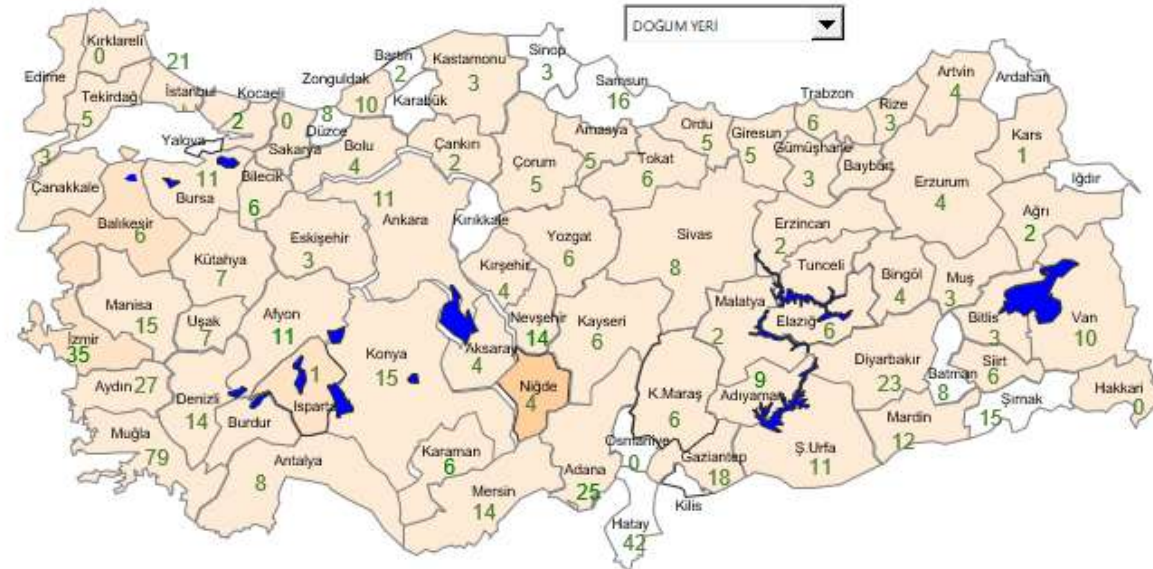 DOĞUM YERİ
Kırklareli
0
21
Edirne
Tekirdağ
5
İstanbul
Kocaeli
2
0
Sakarya
Zonguldak
10
Bartın
2
Karabük
Kastamonu
3
Sinop
3
Samsun
16
Düzce
8
Bolu
4
Çankırı
2
Çorum
5
Amasya
5
Tokat
6
Ordu
5
Giresun
5
Trabzon
6
Gümüşhane
3
Bayburt
Rize
3
Artvin
4
Ardahan
Kars
1
Iğdır
Ağrı
2
Erzurum
4
Erzincan
2
Tunceli
Bingöl
4
Muş
3
Bitlis
3
Van
10
Yalova
3
Çanakkale
Balıkesir
6
11
Bursa
Bilecik
6
Eskişehir
3
11
Ankara
Kırıkkale
Kırşehir
4
Yozgat
6
Sivas
8
Kütahya
7
Manisa
15
Uşak
7
Afyon
11
İzmir
35
Aydın
27
Denizli
14
Muğla
79
Burdur
Isparta
1
Antalya
8
Konya
15
Aksaray
4
Nevşehir
14
Niğde
4
Kayseri
6
Karaman
6
Mersin
14
Adana
25
Osmaniye
0
Hatay
42
K.Maraş
6
Gaziantep
18
Kilis
Malatya
2
Elazığ
6
9
Adıyaman
Ş.Urfa
11
Diyarbakır
23
Mardin
12
Batman
8
Siirt
6
Şırnak
15
Hakkari
0